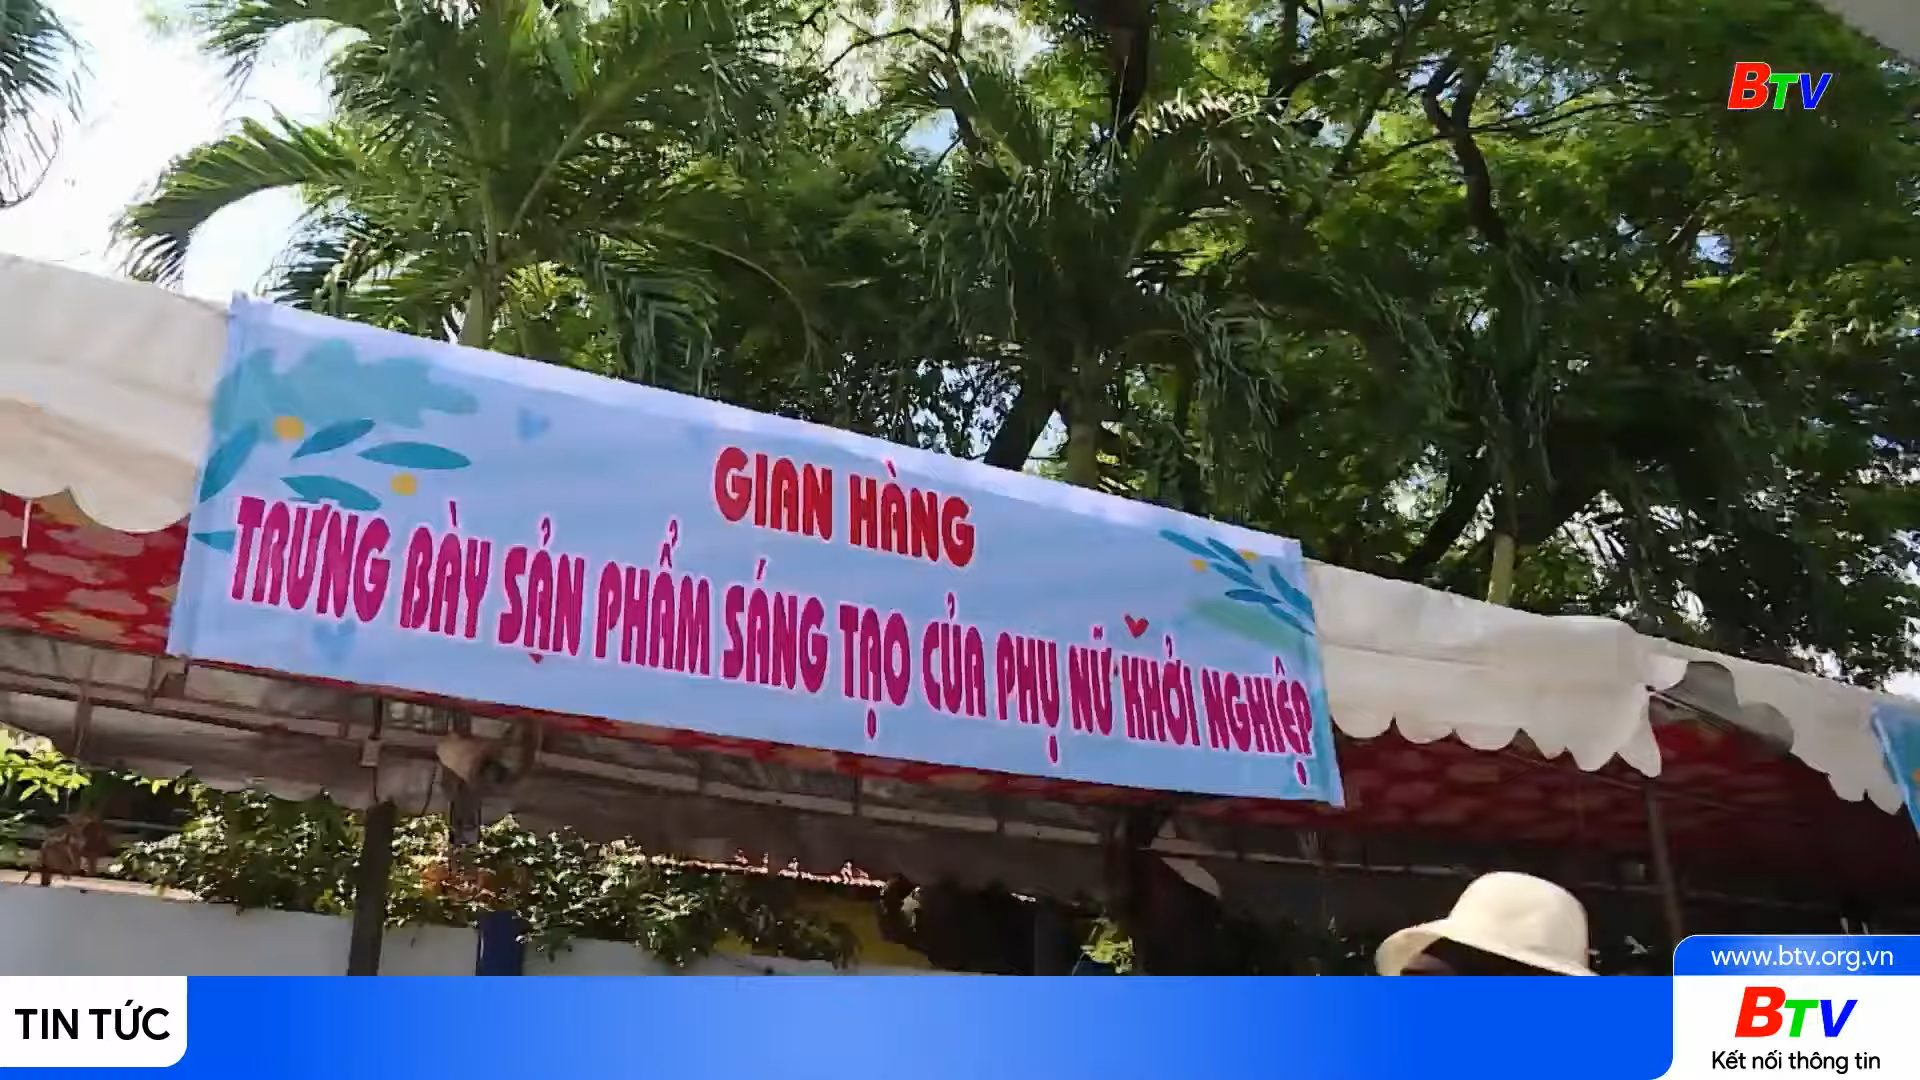 BTV
GIAN HÀNG
TRƯNG BÀY SẢN PHẨM SÁNG TẠO CỦA PHỤ NỮ KHỞI NGHIỆP
www.btv.org.vn
TIN TỨC
BTV
Kết nối thông tin